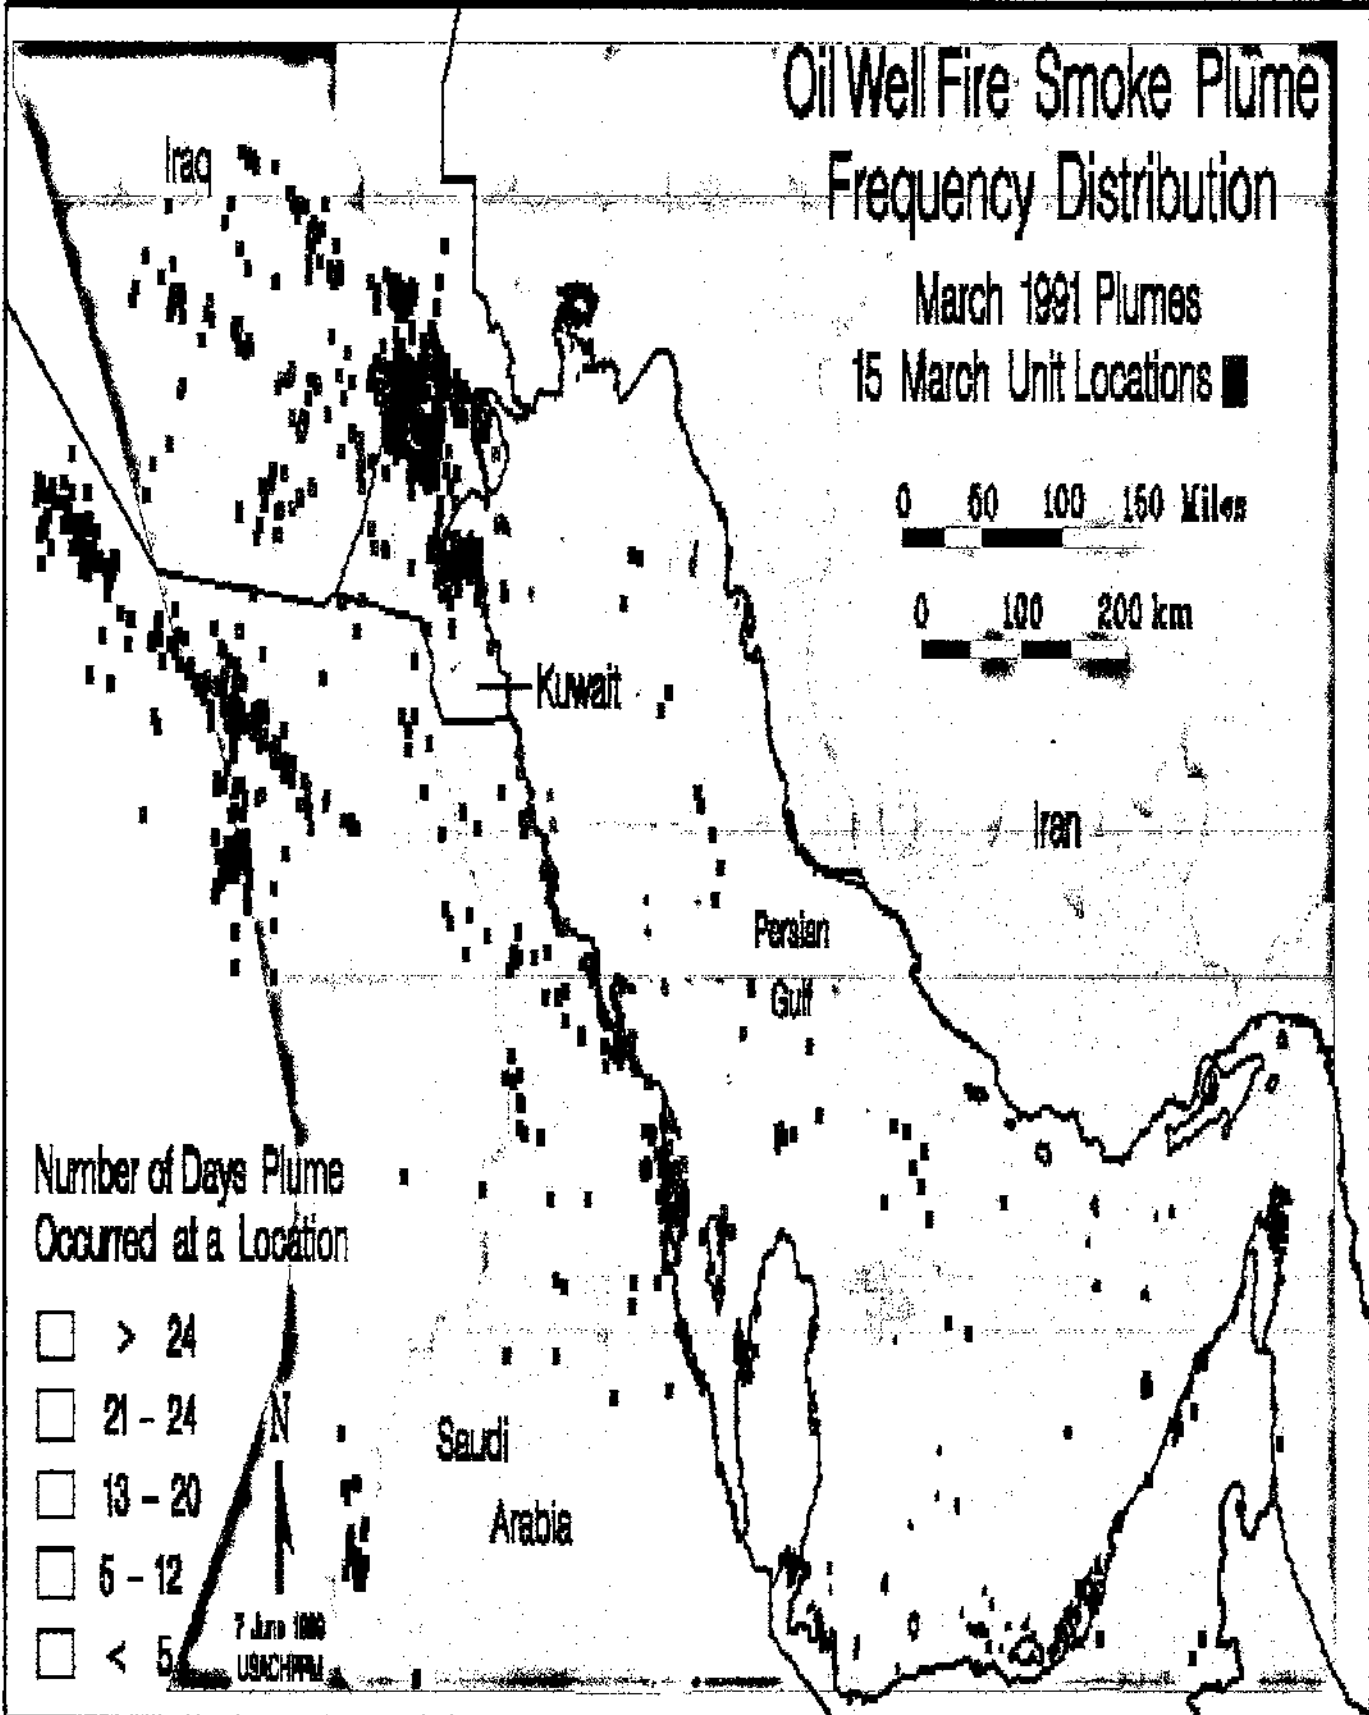 Oil Well Fire Smoke Plume
Frequency Distribution
March 1991 Plumes
15 March Unit Locations
Iraq
0 50 100 150 Miles
0 100 200 km
Kuwait
Iran
Persian
Gulf
Number of Days Plume
Occurred at a Location
> 24
21 - 24
13 - 20
5 - 12
< 5
N
Saudi
Arabia
7 June
USACHPPM